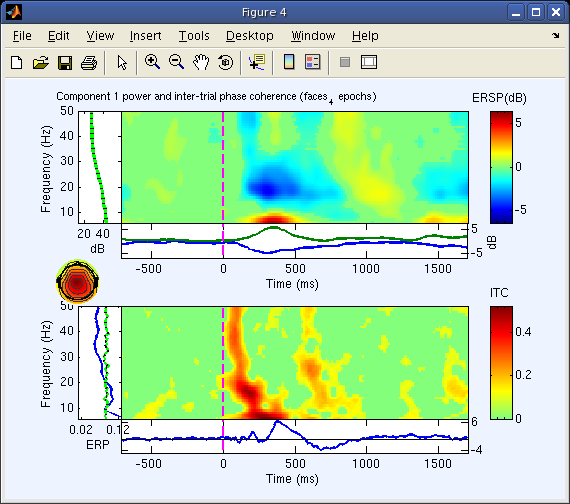 Figure 4
File Edit View Insert Tools Desktop Window Help
Component 1 power and inter-trial phase coherence (faces₄ epochs)
ERSP(dB)
50
40
30
20
10
Frequency (Hz)
5
0
-5
20 40
dB
5
-5
dB
-500 0 500 1000 1500
Time (ms)
ITC
50
40
30
20
10
Frequency (Hz)
0.4
0.2
0
0.02 0.12
ERP
6
-4
-500 0 500 1000 1500
Time (ms)